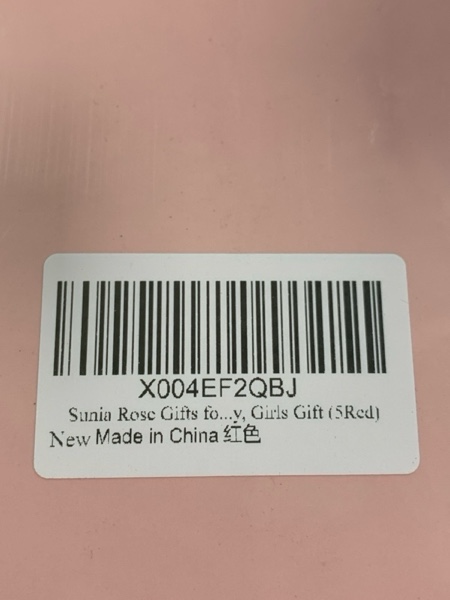 X004EF2QBJ
Sunia Rose Gifts fo...y, Girls Gift (5Red)
New Made in China 红色